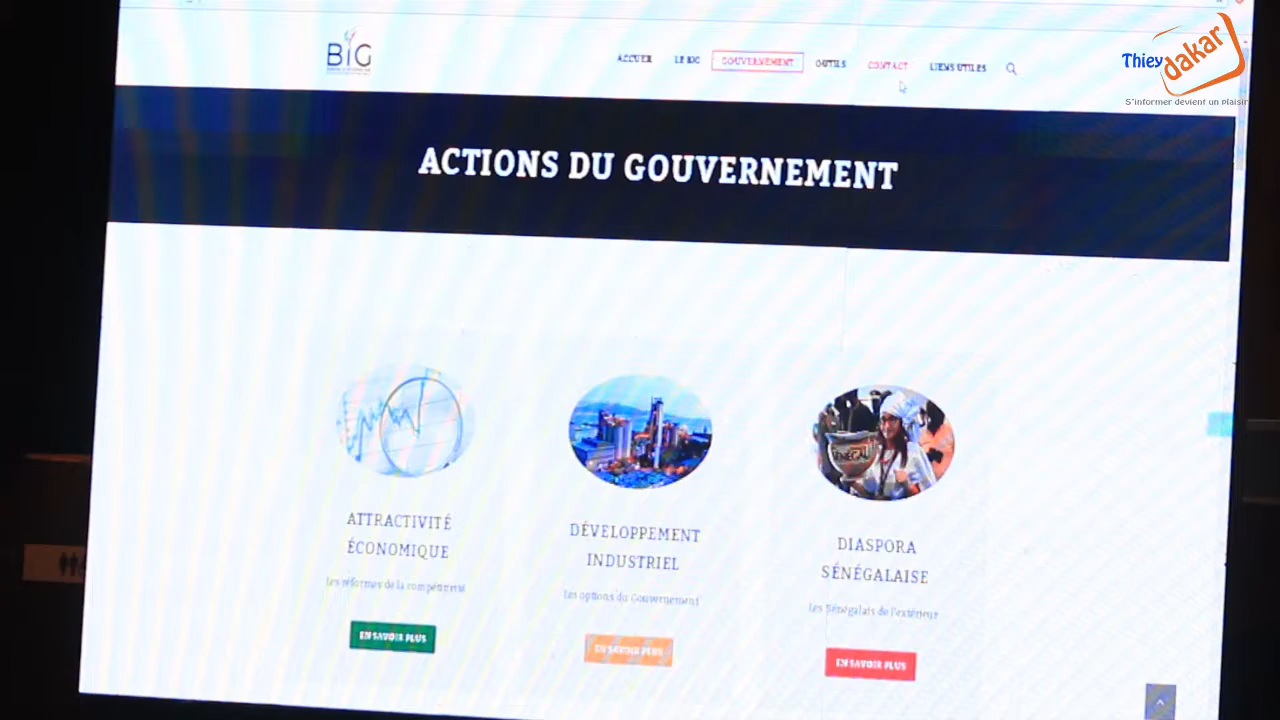 BIG
ACCUEIL LE BIG GOUVERNEMENT OUTILS CONTACT LIENS UTILES
Thiey dakar
S'informer devient un plaisir
ACTIONS DU GOUVERNEMENT
SENEGAL
ATTRACTIVITÉ
ÉCONOMIQUE
Les réformes de la compétitivité
EN SAVOIR PLUS
DÉVELOPPEMENT
INDUSTRIEL
Les options du Gouvernement
EN SAVOIR PLUS
DIASPORA
SÉNÉGALAISE
Les Sénégalais de l'extérieur
EN SAVOIR PLUS